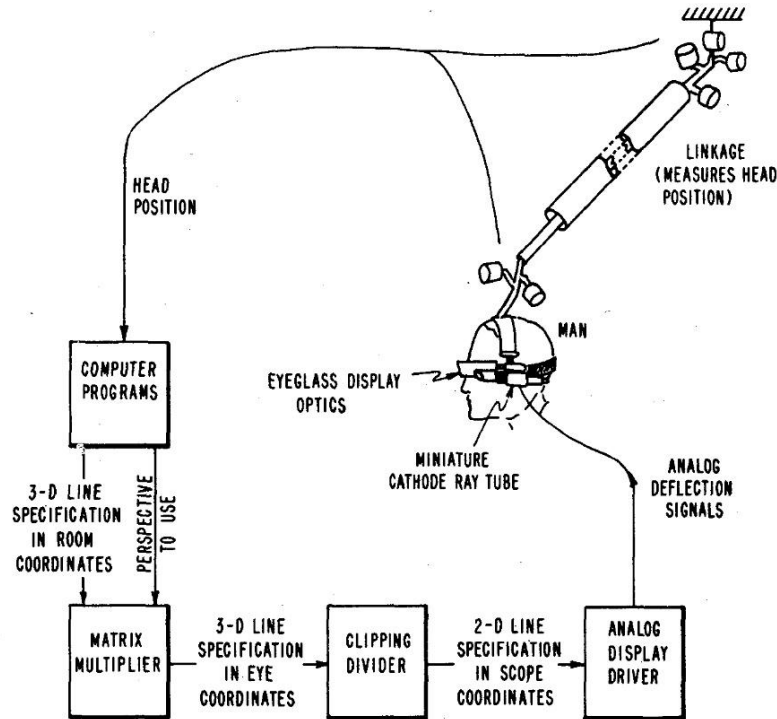 LINKAGE
(MEASURES HEAD
POSITION)
HEAD
POSITION
MAN
COMPUTER
PROGRAMS
EYEGLASS DISPLAY
OPTICS
MINIATURE
CATHODE RAY TUBE
ANALOG
DEFLECTION
SIGNALS
3-D LINE
SPECIFICATION
IN ROOM
COORDINATES
PERSPECTIVE
TO USE
MATRIX
MULTIPLIER
3-D LINE
SPECIFICATION
IN EYE
COORDINATES
CLIPPING
DIVIDER
2-D LINE
SPECIFICATION
IN SCOPE
COORDINATES
ANALOG
DISPLAY
DRIVER